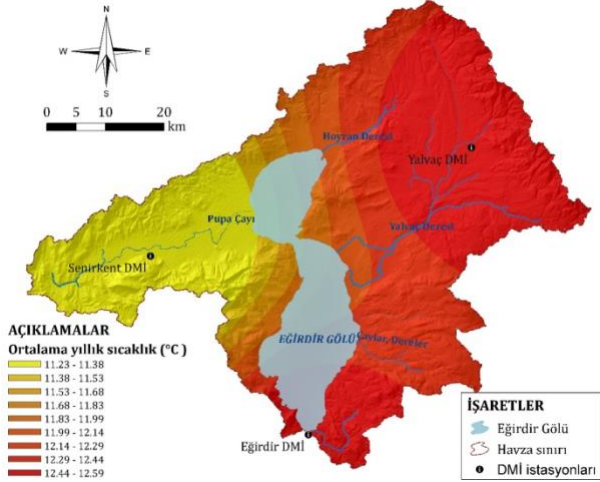 N
W
E
S
0 5 10 20
km
Hoyran Deresi
Yalvaç DMİ
Pupa Çayı
Yalvaç Deresi
Senirkent DMİ
EĞİRDİR GÖLÜ
Çaylar, Dereler
Eğirdir DMİ
AÇIKLAMALAR
Ortalama yıllık sıcaklık (°C )
11.23 - 11.38
11.38 - 11.53
11.53 - 11.68
11.68 - 11.83
11.83 - 11.99
11.99 - 12.14
12.14 - 12.29
12.29 - 12.44
12.44 - 12.59
İŞARETLER
Eğirdir Gölü
Havza sınırı
DMİ istasyonları